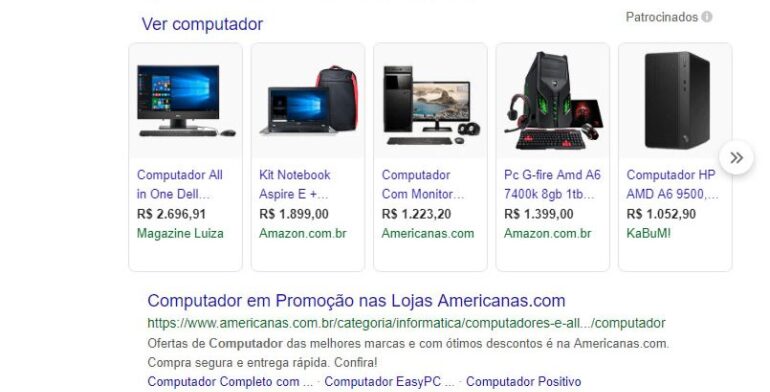 Ver computador
Patrocinados
Computador All
in One Dell...
R$ 2.696,91
Magazine Luiza
Kit Notebook
Aspire E + ...
R$ 1.899,00
Amazon.com.br
Computador
Com Monitor...
R$ 1.223,20
Americanas.com
Pc G-fire Amd A6
7400k 8gb 1tb...
R$ 1.399,00
Amazon.com.br
Computador HP
AMD A6 9500,...
R$ 1.052,90
KaBuM!
Computador em Promoção nas Lojas Americanas.com
https://www.americanas.com.br/categoria/informatica/computadores-e-all.../computador
Ofertas de Computador das melhores marcas e com ótimos descontos é na Americanas.com.
Compra segura e entrega rápida. Confira!
Computador Completo com ... · Computador EasyPC ... · Computador Positivo